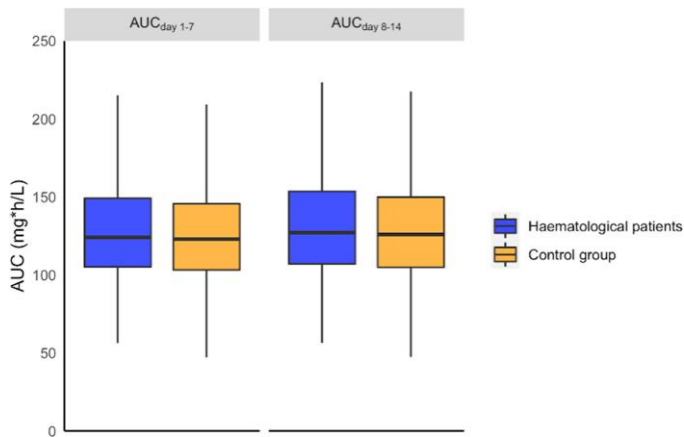 AUCday 1-7 AUCday 8-14
250
200
150
100
50
0
AUC (mg*h/L)
Haematological patients
Control group